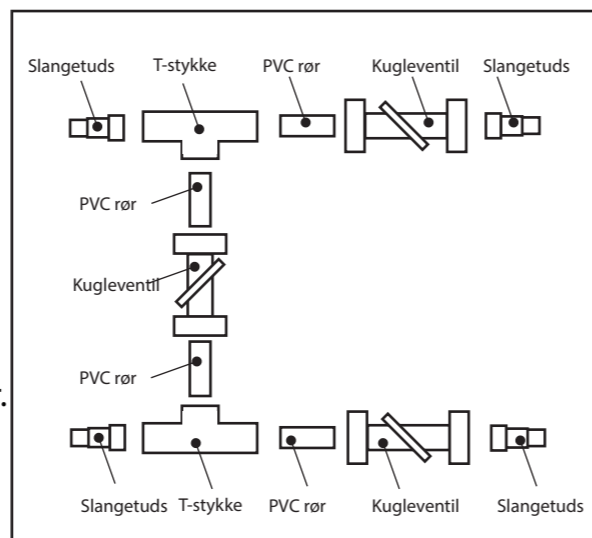 Slangetuds T-stykke PVC rør Kugleventil Slangetuds
PVC rør
Kugleventil
PVC rør
Slangetuds T-stykke PVC rør Kugleventil Slangetuds